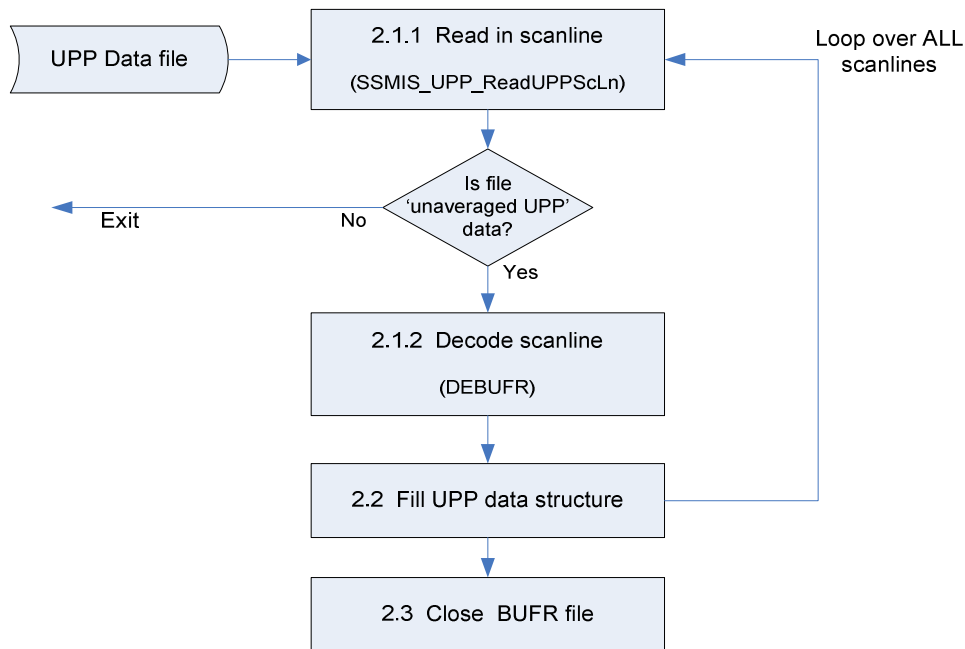 UPP Data file
2.1.1 Read in scanline
(SSMIS_UPP_ReadUPPScLn)
Loop over ALL
scanlines
Is file
‘unaveraged UPP’
data?
No
Exit
Yes
2.1.2 Decode scanline
(DEBUFR)
2.2 Fill UPP data structure
2.3 Close BUFR file